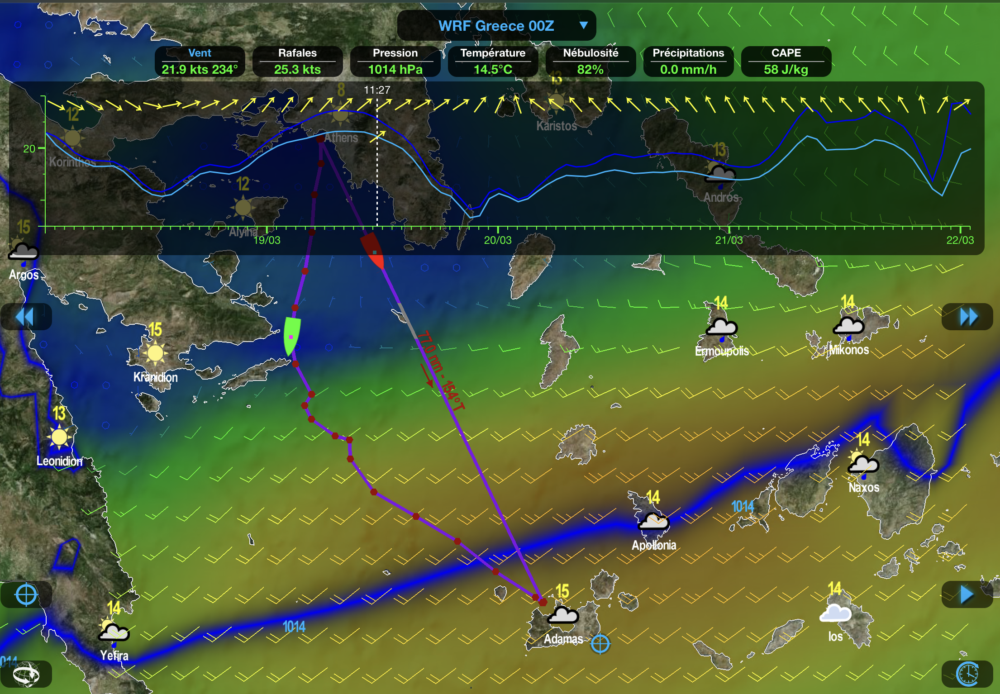 WRF Greece 00Z ▼
Vent
21.9 kts 234°
Rafales
25.3 kts
Pression
1014 hPa
Température
14.5°C
Nébulosité
82%
Précipitations
0.0 mm/h
CAPE
58 J/kg
11:27
8
Athens
13
Karistos
12
Korinthos
20
13
Andros
12
15
19/03
20/03
21/03
22/03
Argos
14
Ermoupolis
14
Mikonos
15
Kranidion
77.0 nm - 154°T
13
Leonidion
14
Naxos
14
Apollonia
1014
15
Adamas
14
Ios
14
Yefira
1014
014